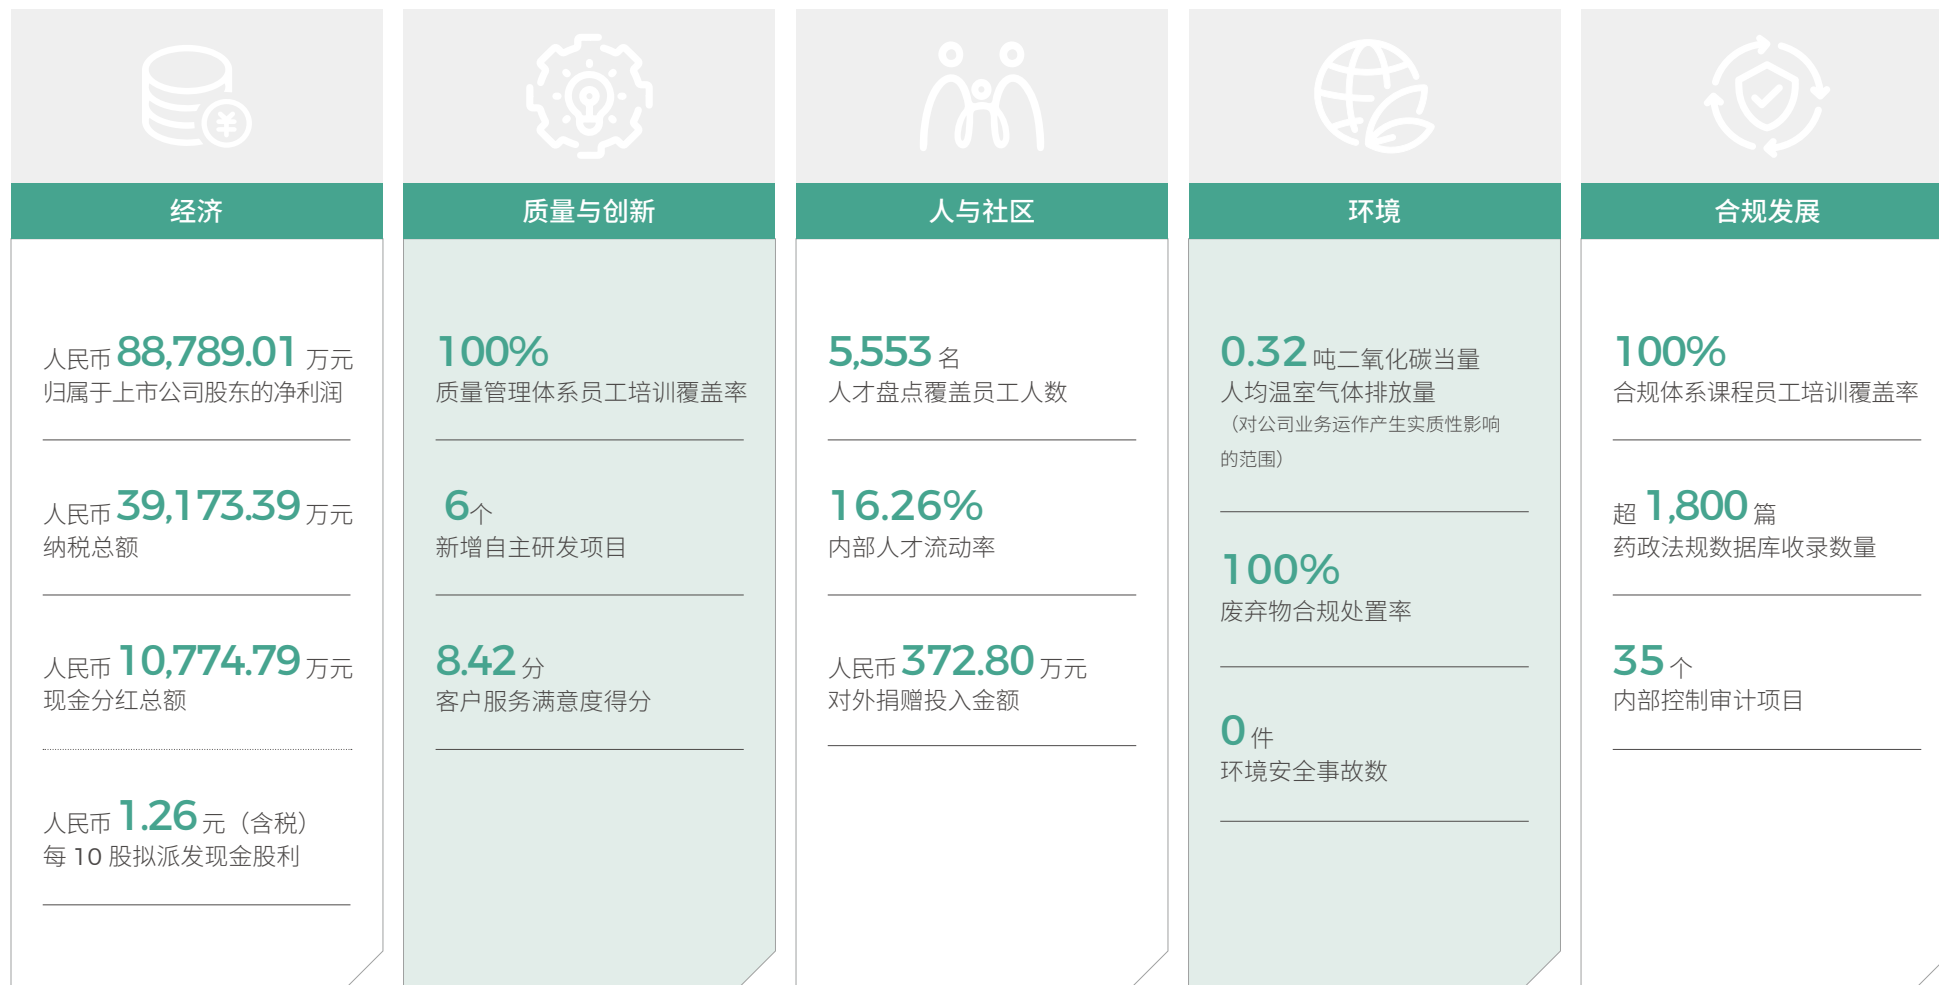 经济
人民币 88,789.01 万元
归属于上市公司股东的净利润
人民币 39,173.39 万元
纳税总额
人民币 10,774.79 万元
现金分红总额
人民币 1.26 元（含税）
每 10 股拟派发现金股利
质量与创新
100%
质量管理体系员工培训覆盖率
6个
新增自主研发项目
8.42 分
客户服务满意度得分
人与社区
5,553 名
人才盘点覆盖员工人数
16.26%
内部人才流动率
人民币 372.80 万元
对外捐赠投入金额
环境
0.32 吨二氧化碳当量
人均温室气体排放量
（对公司业务运作产生实质性影响
的范围）
100%
废弃物合规处置率
0 件
环境安全事故数
合规发展
100%
合规体系课程员工培训覆盖率
超 1,800 篇
药政法规数据库收录数量
35 个
内部控制审计项目